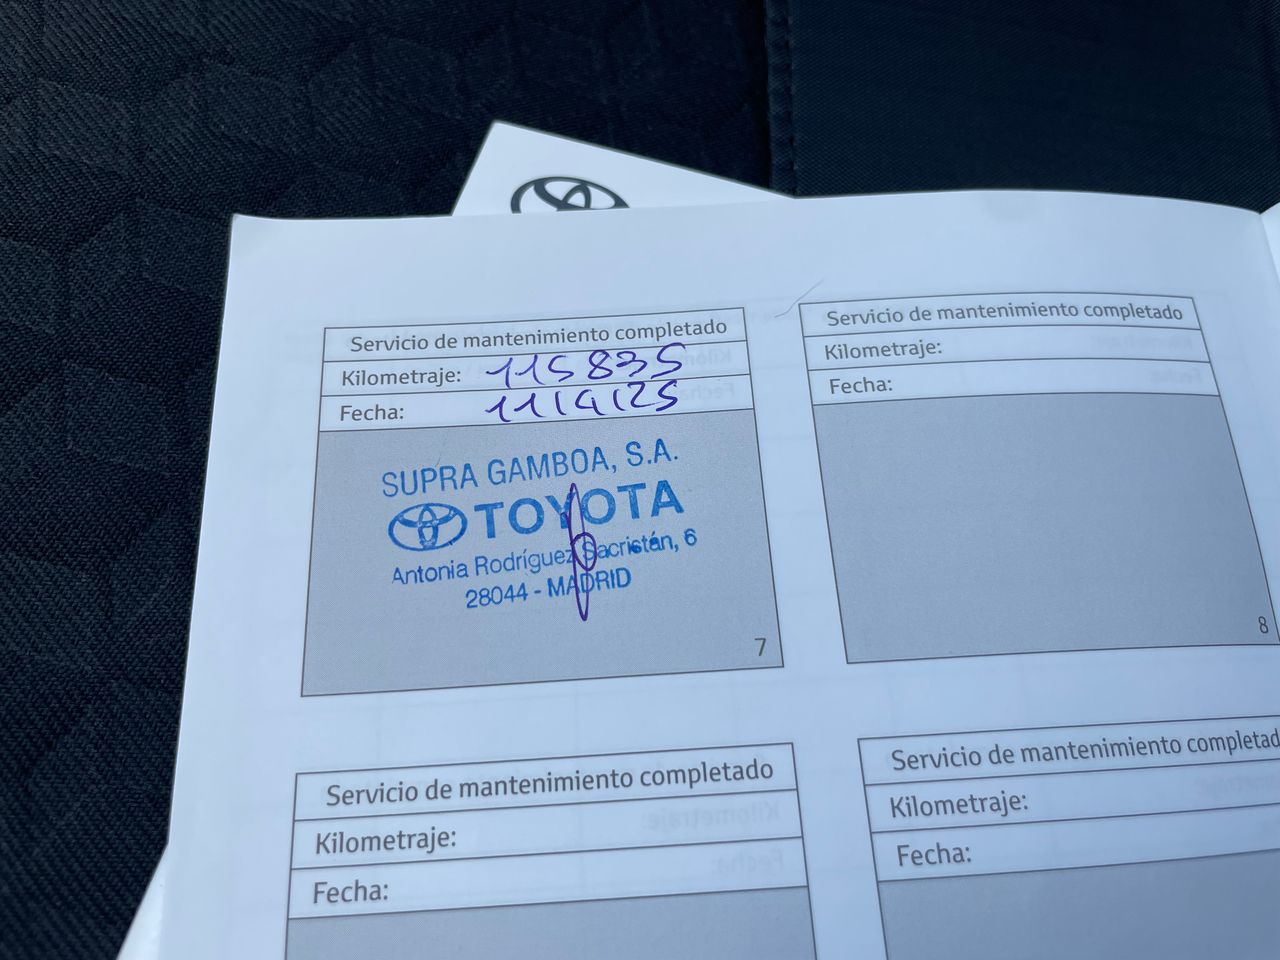 Servicio de mantenimiento completado
Kilometraje: 115835
Fecha: 11/9/25
SUPRA GAMBOA, S.A.
TOYOTA
Antonia Rodríguez Sacristán, 6
28044 - MADRID
7
Servicio de mantenimiento completado
Kilometraje:
Fecha:
8
Servicio de mantenimiento completado
Kilometraje:
Fecha:
Servicio de mantenimiento completad
Kilometraje:
Fecha: